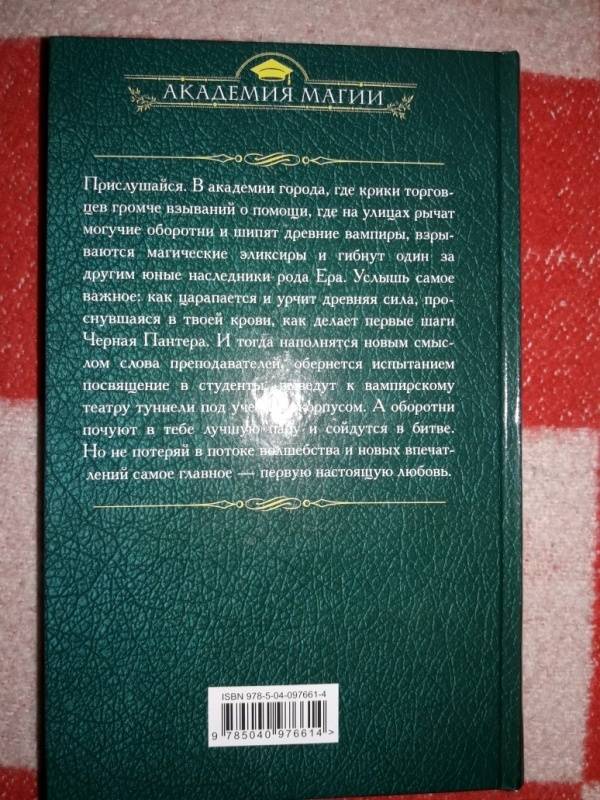 АКАДЕМИЯ МАГИИ
Прислушайся. В академии города, где крики торгов-
цев громче взываний о помощи, где на улицах рычат
могучие оборотни и шипят древние вампиры, взры-
ваются магические эликсиры и гибнут один за
другим юные наследники рода Ера. Услышь самое
важное: как царапается и урчит древняя сила, про-
снувшаяся в твоей крови, как делает первые шаги
Черная Пантера. И тогда наполнятся новым смыс-
лом слова преподавателей, обернется испытанием
посвящение в студенты, приведут к вампирскому
театру туннели под учебным корпусом. А оборотни
почуют в тебе лучшую пару и сойдутся в битве.
Но не потеряй в потоке волшебства и новых впечат-
лений самое главное — первую настоящую любовь.
ISBN 978-5-04-097661-4
9 785040 976614 >